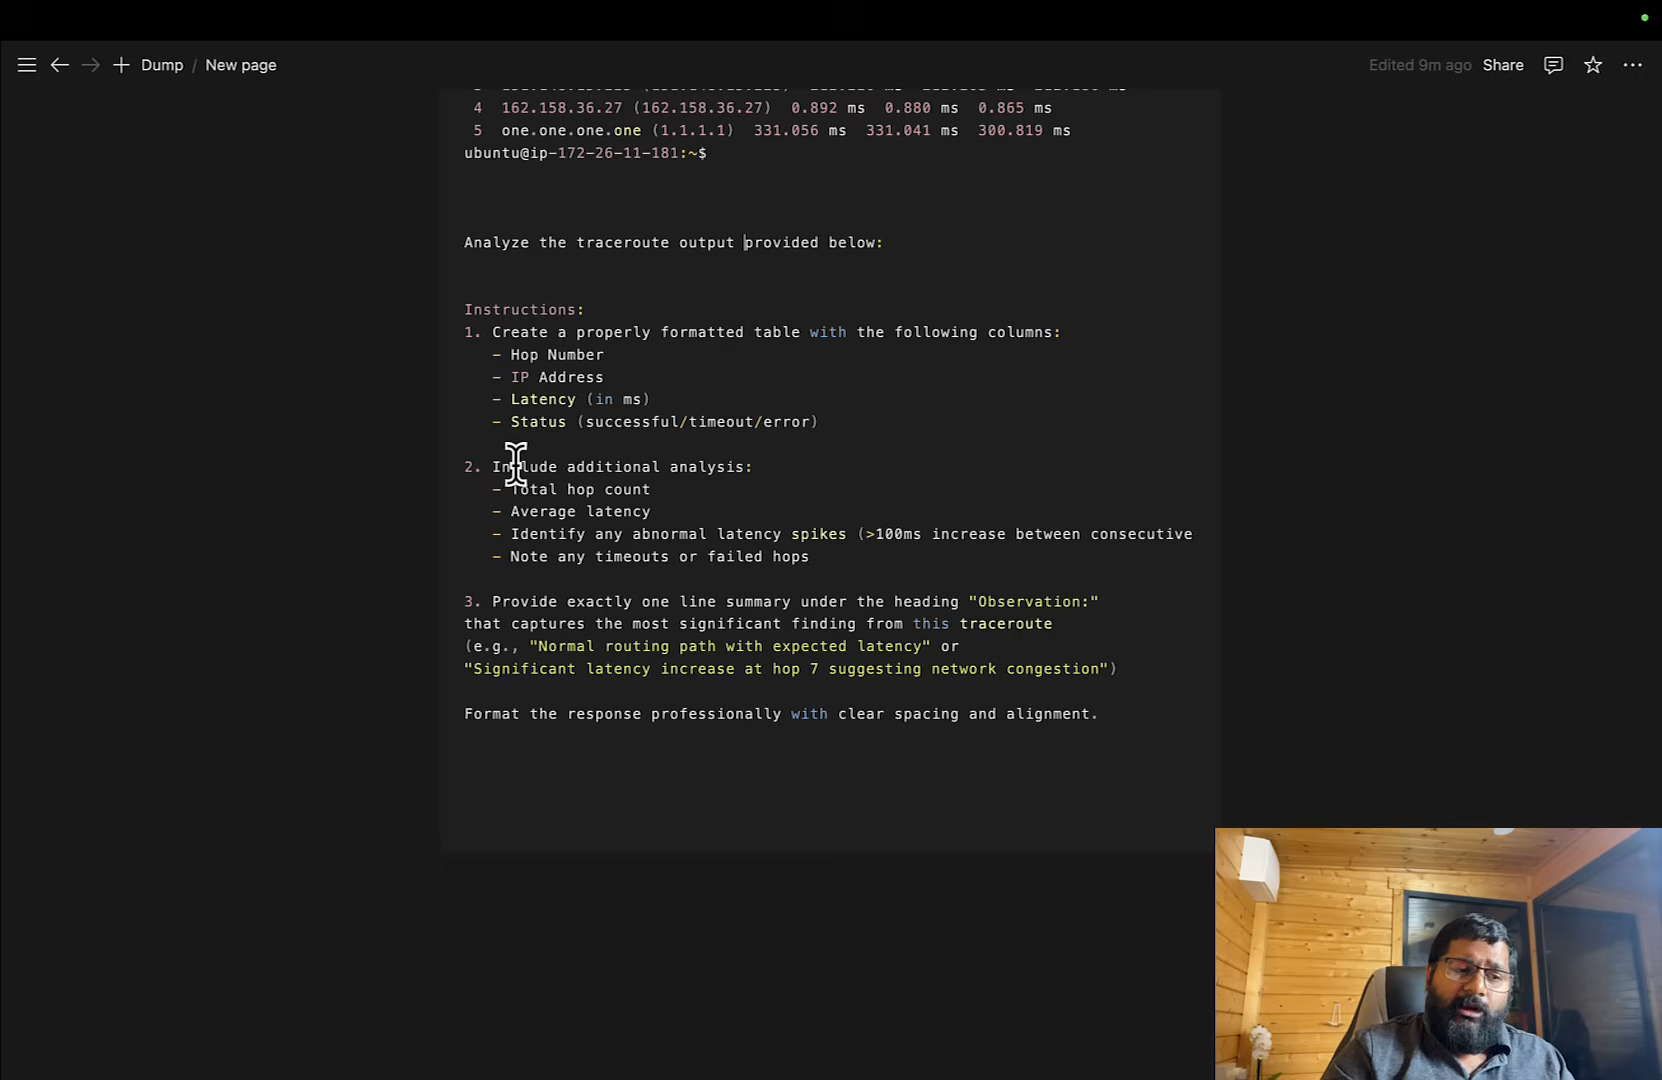 Dump / New page
Edited 9m ago Share
4 162.158.36.27 (162.158.36.27) 0.892 ms 0.880 ms 0.865 ms
5 one.one.one.one (1.1.1.1) 331.056 ms 331.041 ms 300.819 ms
ubuntu@ip-172-26-11-181:~$
Analyze the traceroute output provided below:
Instructions:
1. Create a properly formatted table with the following columns:
- Hop Number
- IP Address
- Latency (in ms)
- Status (successful/timeout/error)
2. Include additional analysis:
- Total hop count
- Average latency
- Identify any abnormal latency spikes (>100ms increase between consecutive
- Note any timeouts or failed hops
3. Provide exactly one line summary under the heading "Observation:"
that captures the most significant finding from this traceroute
(e.g., "Normal routing path with expected latency" or
"Significant latency increase at hop 7 suggesting network congestion")
Format the response professionally with clear spacing and alignment.